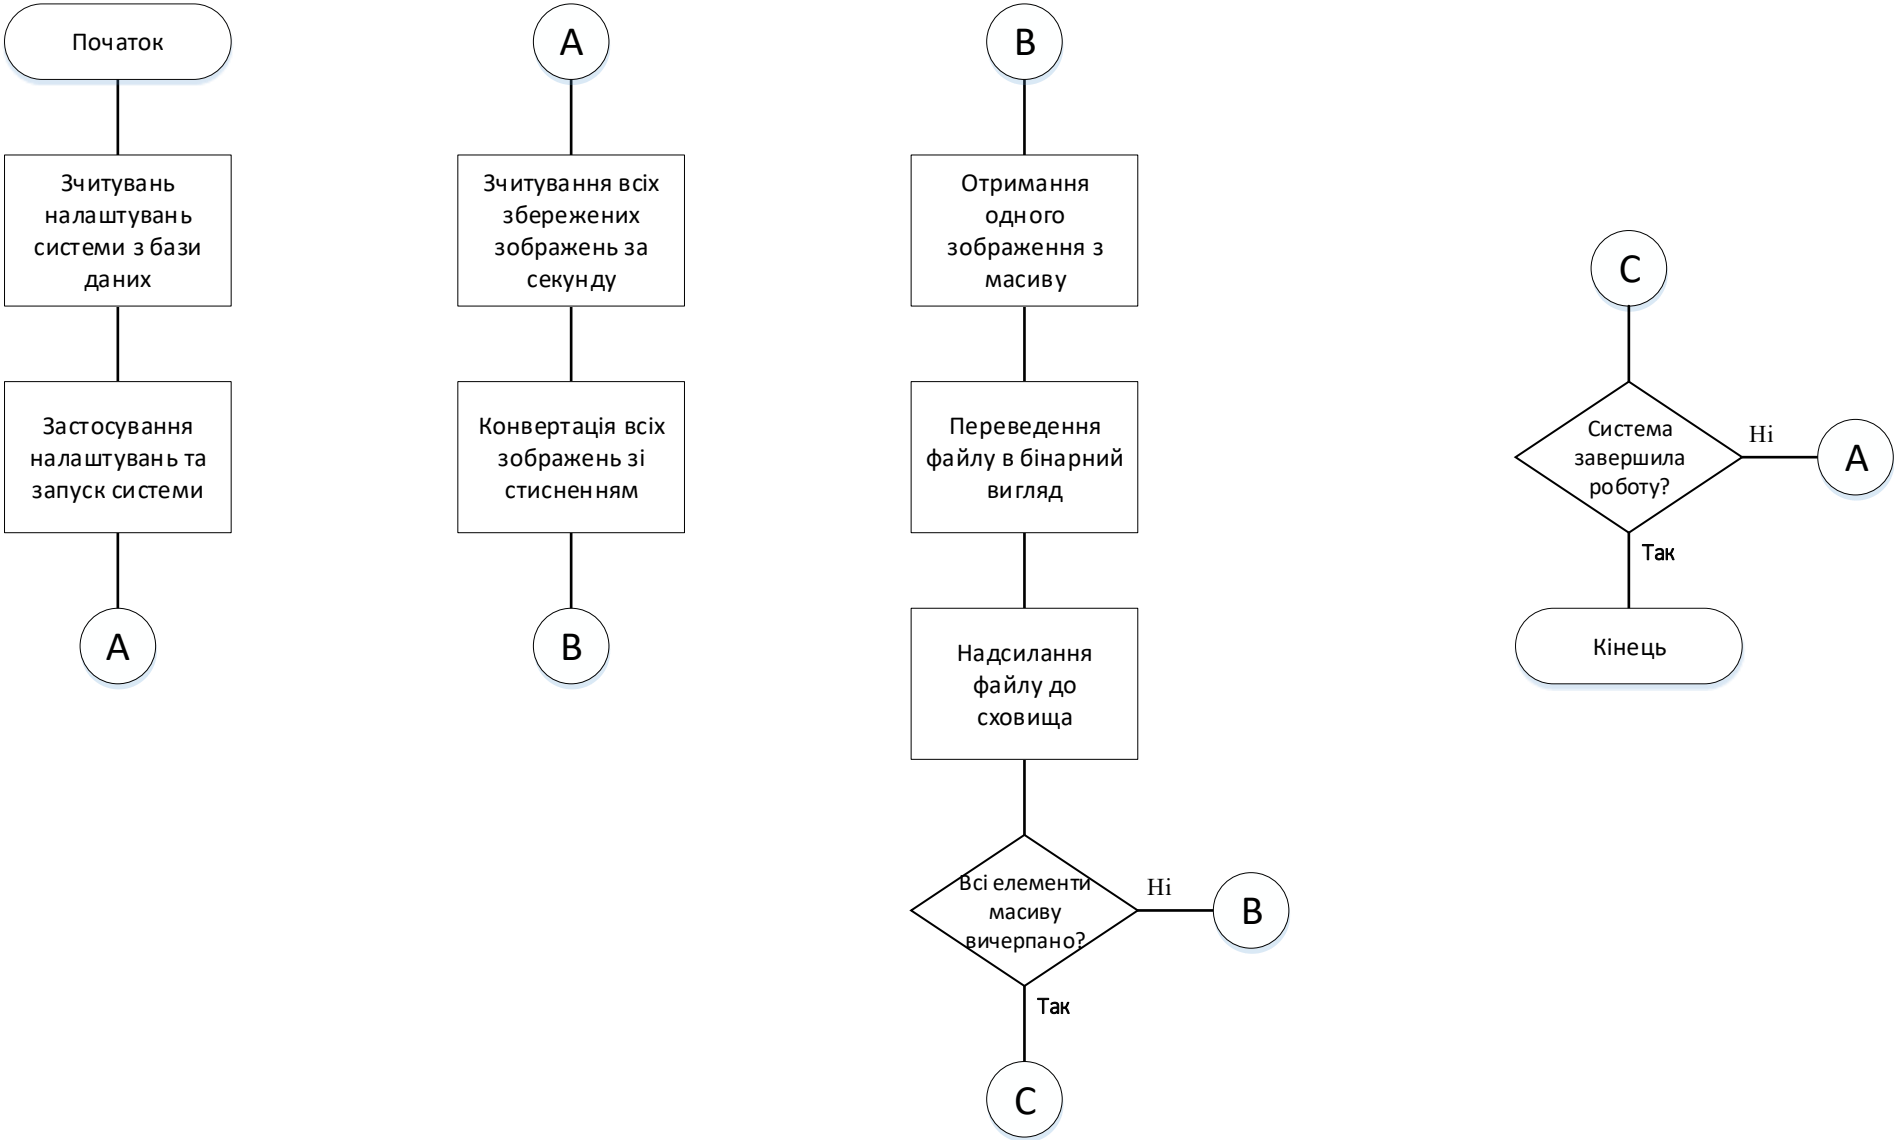 Початок
Зчитувань
налаштувань
системи з бази
даних
Застосування
налаштувань та
запуск системи
A
A
Зчитування всіх
збережених
зображень за
секунду
Конвертація всіх
зображень зі
стисненням
B
B
Отримання
одного
зображення з
масиву
Переведення
файлу в бінарний
вигляд
Надсилання
файлу до
сховища
Всі елементи
масиву
вичерпано?
Ні
B
Так
C
C
Система
завершила
роботу?
Ні
A
Так
Кінець